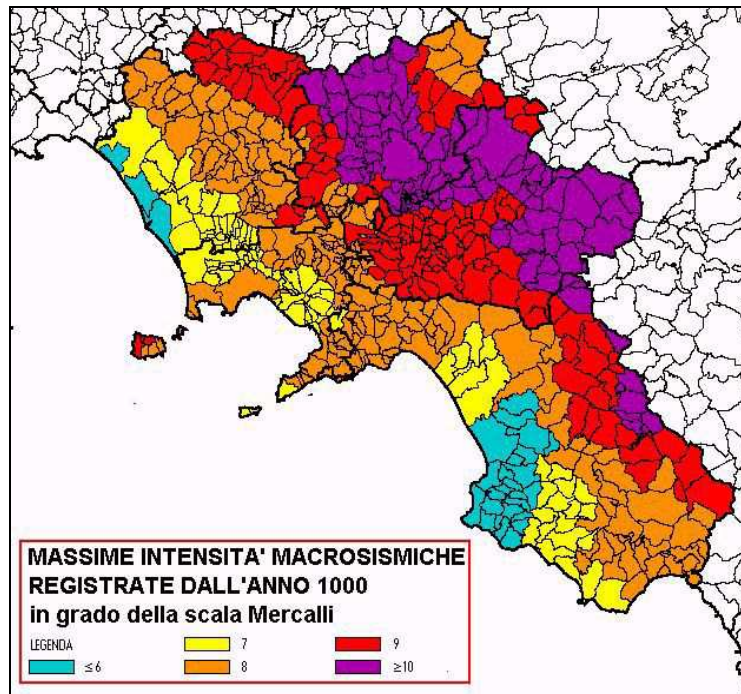 MASSIME INTENSITA' MACROSISMICHE
REGISTRATE DALL'ANNO 1000
in grado della scala Mercalli
LEGENDA 7 9
≤6 8 ≥10